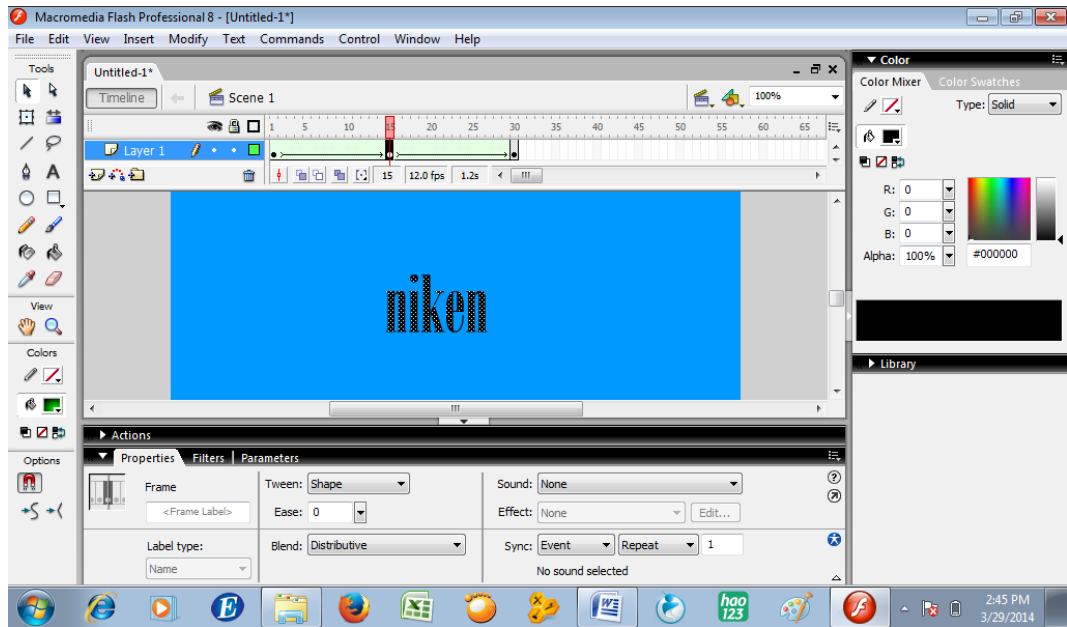 Macromedia Flash Professional 8 - [Untitled-1*]
File Edit View Insert Modify Text Commands Control Window Help
Tools
View
Colors
Options
Untitled-1*
Timeline Scene 1 100%
1 5 10 15 20 25 30 35 40 45 50 55 60 65
Layer 1
15 12.0 fps 1.2s
niken
Actions
Properties Filters Parameters
Frame
<Frame Label>
Label type:
Name
Tween: Shape
Ease: 0
Blend: Distributive
Sound: None
Effect: None Edit...
Sync: Event Repeat 1
No sound selected
Color
Color Mixer Color Swatches
Type: Solid
R: 0
G: 0
B: 0
Alpha: 100% #000000
Library
hao
123
2:45 PM
3/29/2014